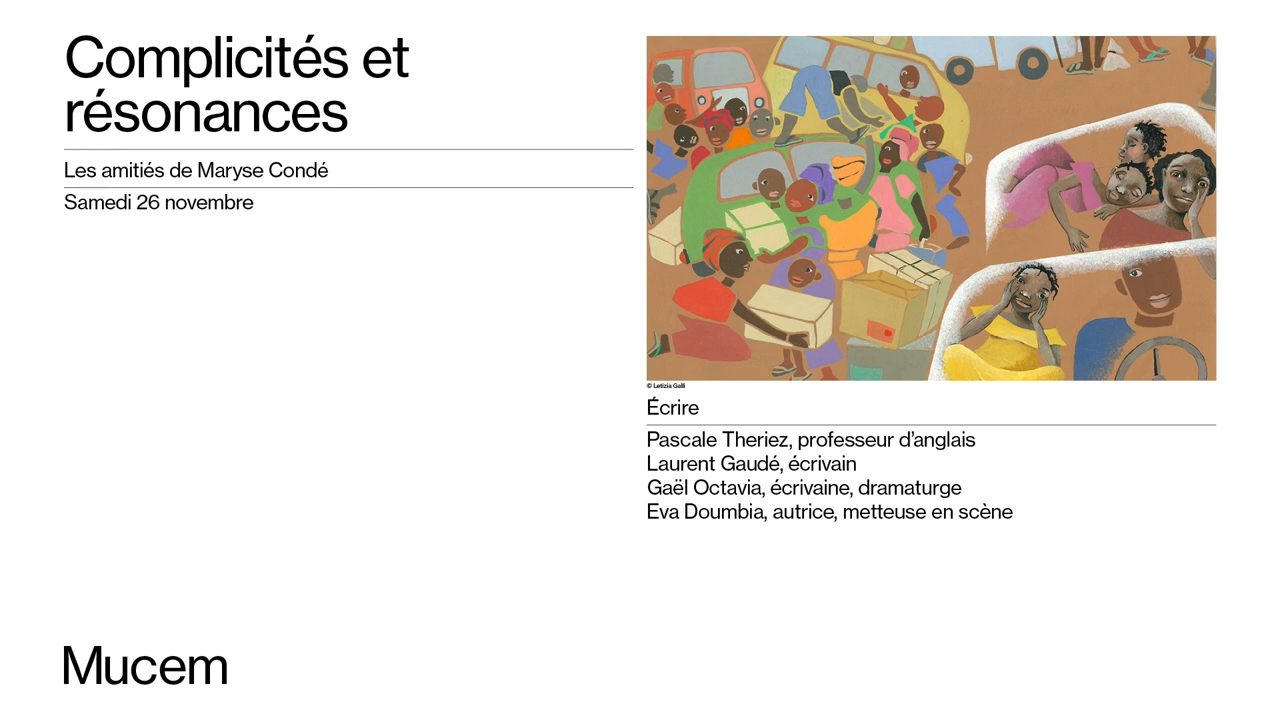 Complicités et
résonances
Les amitiés de Maryse Condé
Samedi 26 novembre
© Letizia Galli
Écrire
Pascale Theriez, professeur d’anglais
Laurent Gaudé, écrivain
Gaël Octavia, écrivaine, dramaturge
Eva Doumbia, autrice, metteuse en scène
Mucem